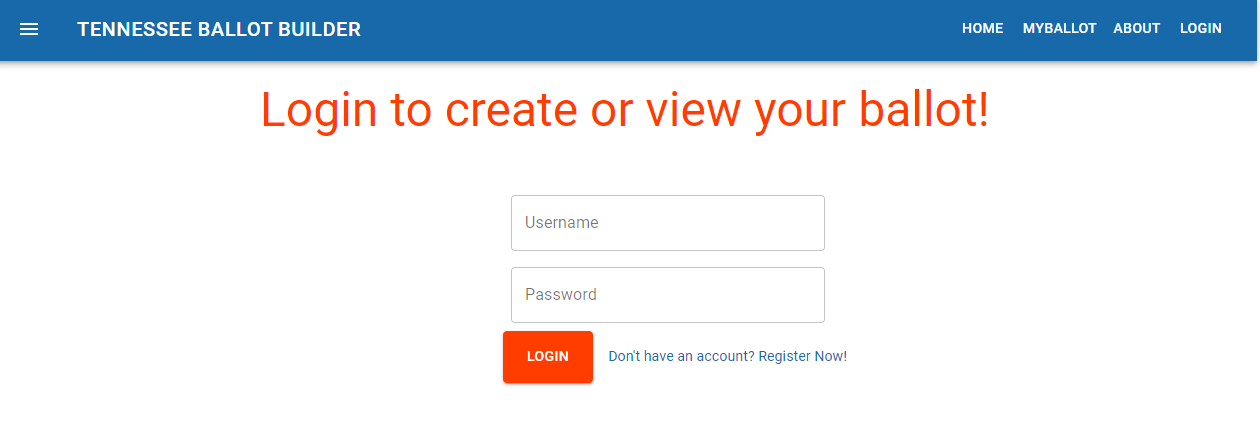 TENNESSEE BALLOT BUILDER HOME MYBALLOT ABOUT LOGIN
Login to create or view your ballot!
Username
Password
LOGIN Don't have an account? Register Now!